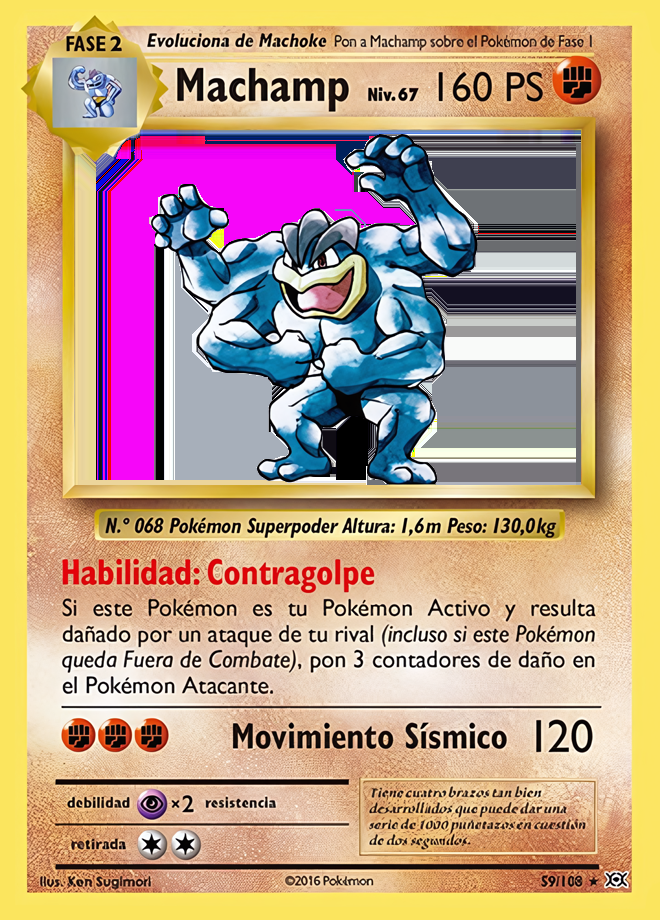 FASE 2
Evoluciona de Machoke Pon a Machamp sobre el Pokémon de Fase 1
Machamp Niv. 67 160 PS
N.° 068 Pokémon Superpoder Altura: 1,6 m Peso: 130,0 kg
Habilidad: Contragolpe
Si este Pokémon es tu Pokémon Activo y resulta
dañado por un ataque de tu rival (incluso si este Pokémon
queda Fuera de Combate), pon 3 contadores de daño en
el Pokémon Atacante.
Movimiento Sísmico 120
debilidad ×2 resistencia
retirada
Tiene cuatro brazos tan bien
desarrollados que puede dar una
serie de 1000 puñetazos en cuestión
de dos segundos.
Ilus. Ken Sugimori
©2016 Pokémon
59/108